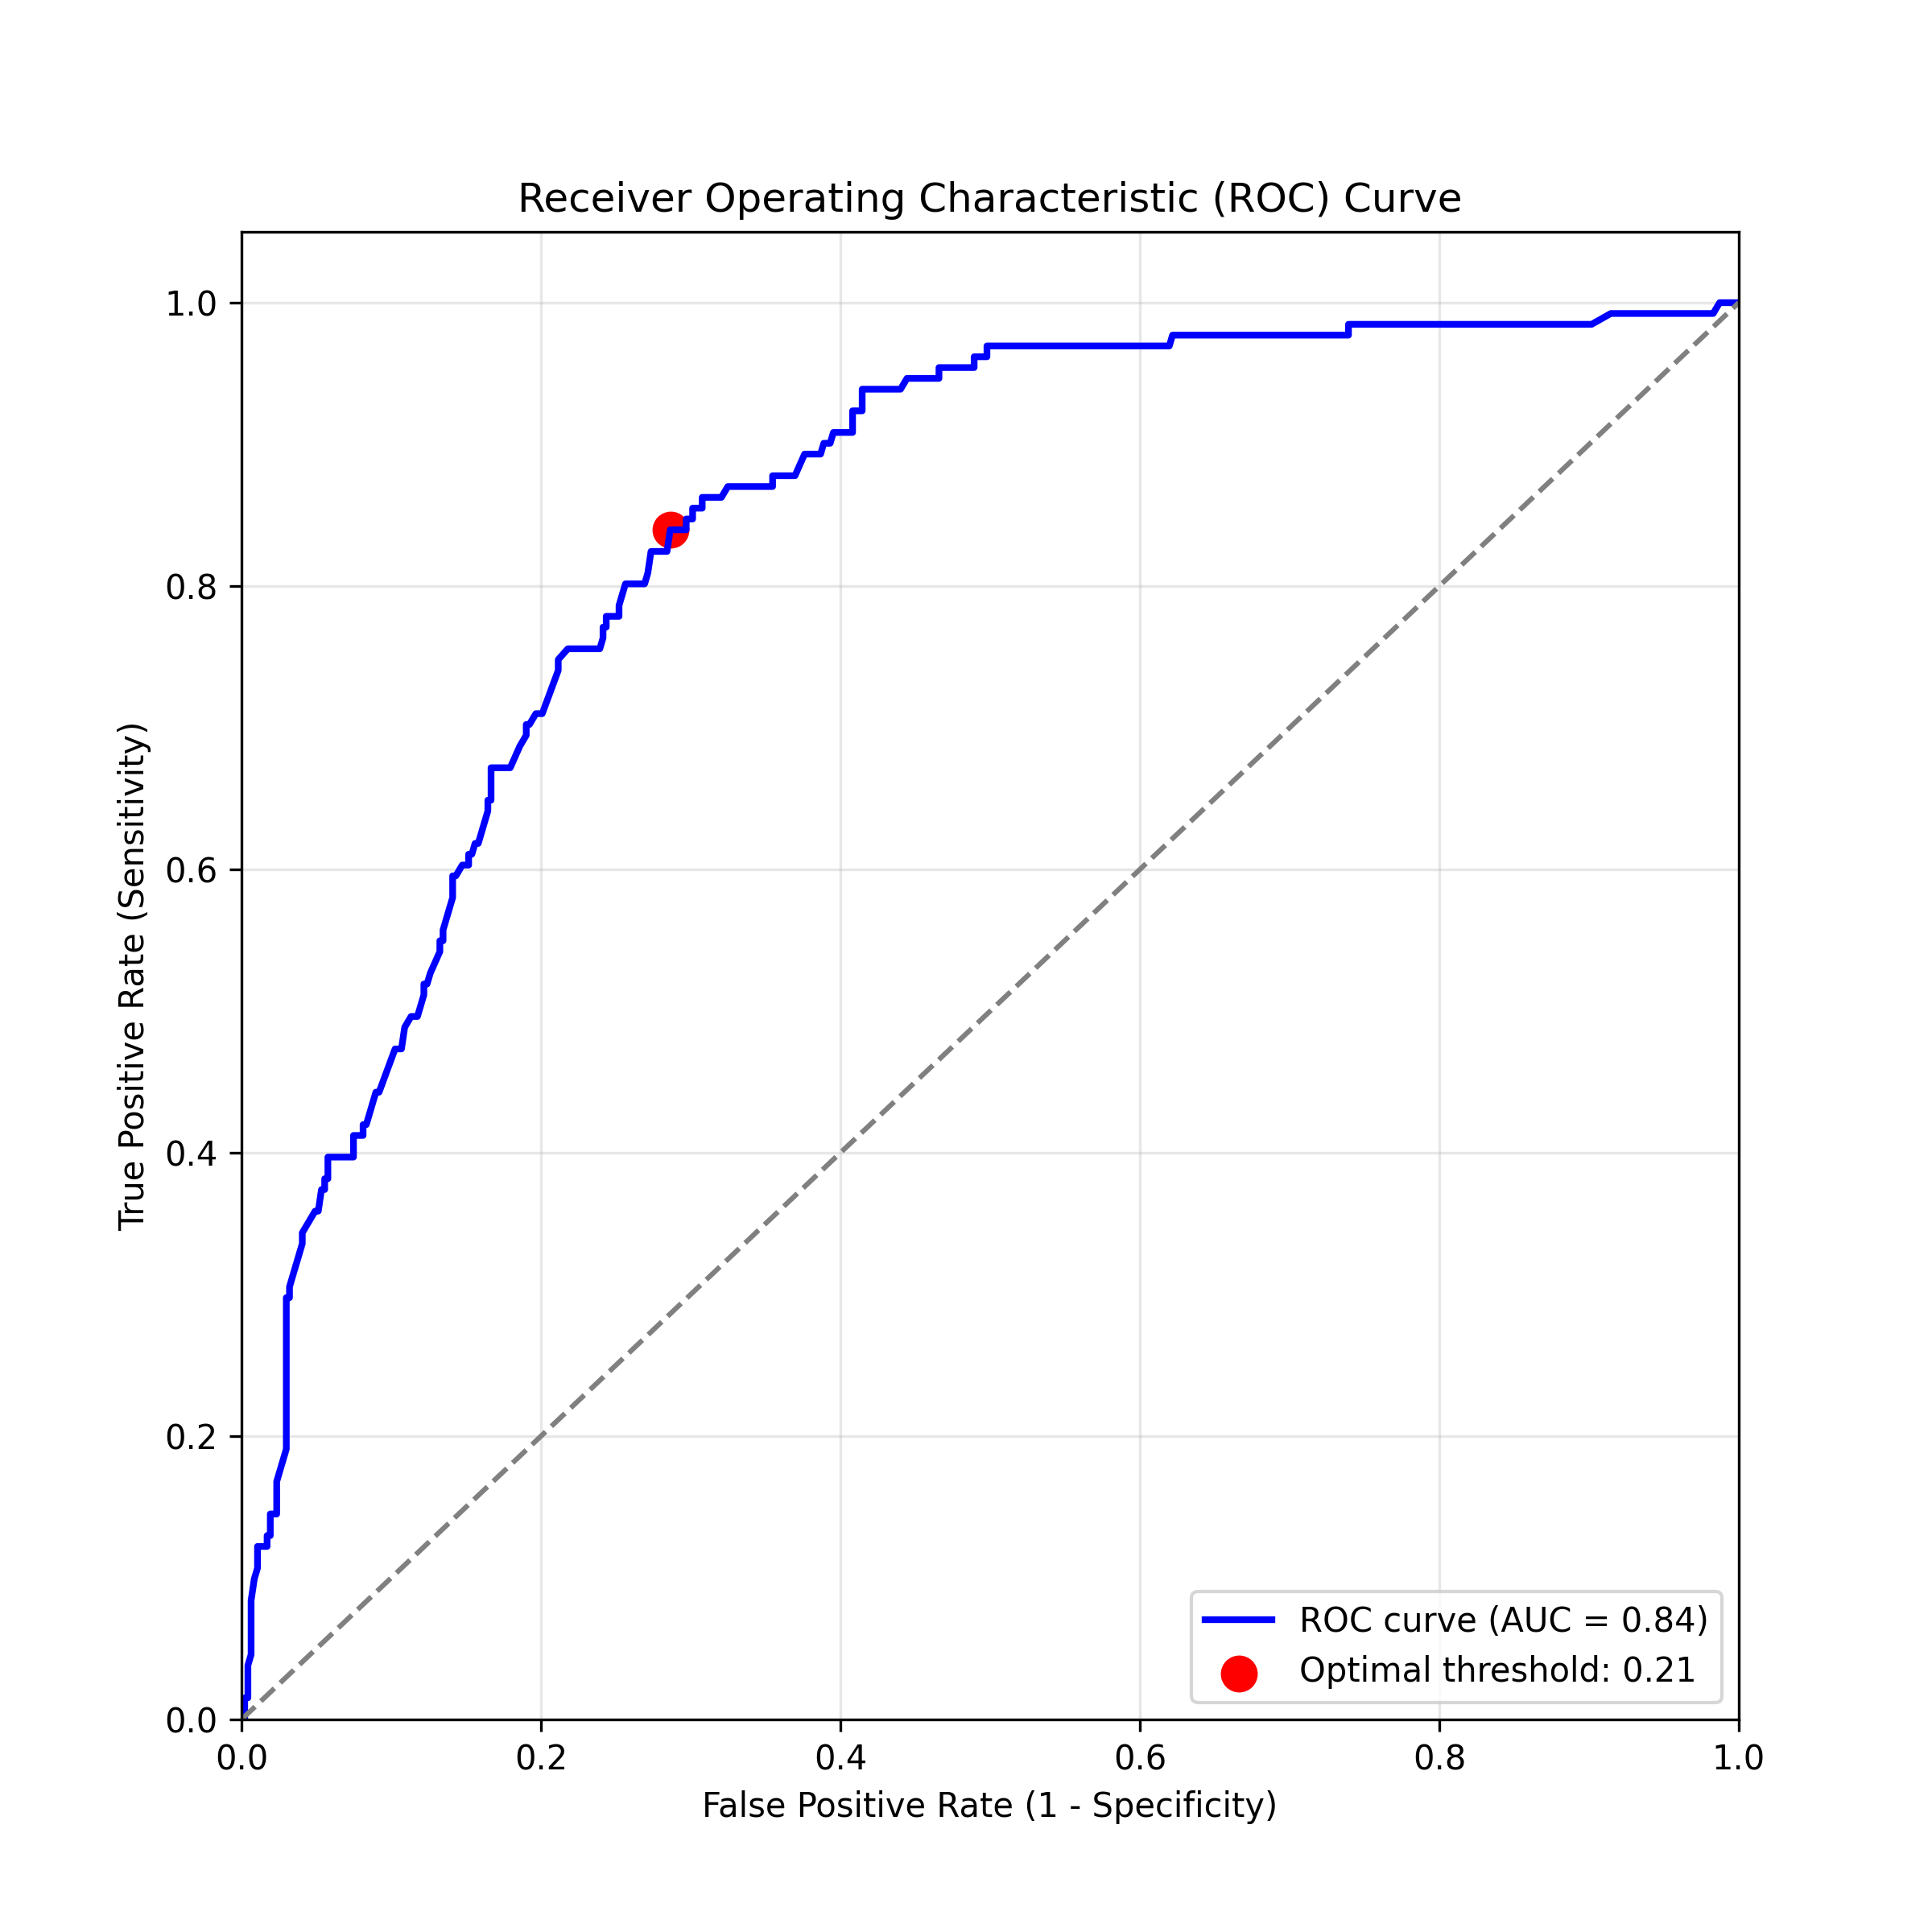 Receiver Operating Characteristic (ROC) Curve
1.0
0.8
0.6
0.4
0.2
0.0
True Positive Rate (Sensitivity)
0.0 0.2 0.4 0.6 0.8 1.0
False Positive Rate (1 - Specificity)
ROC curve (AUC = 0.84)
Optimal threshold: 0.21